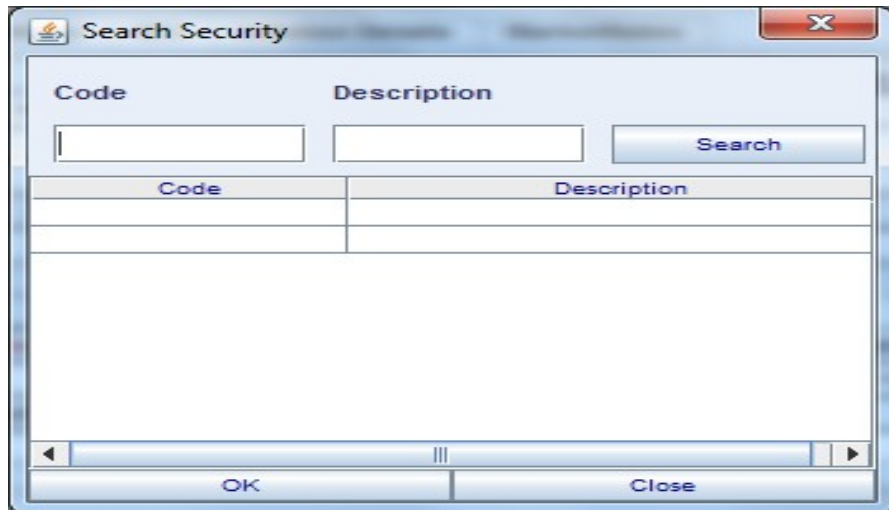 Search Security
Code Description
Search
Code Description
OK Close